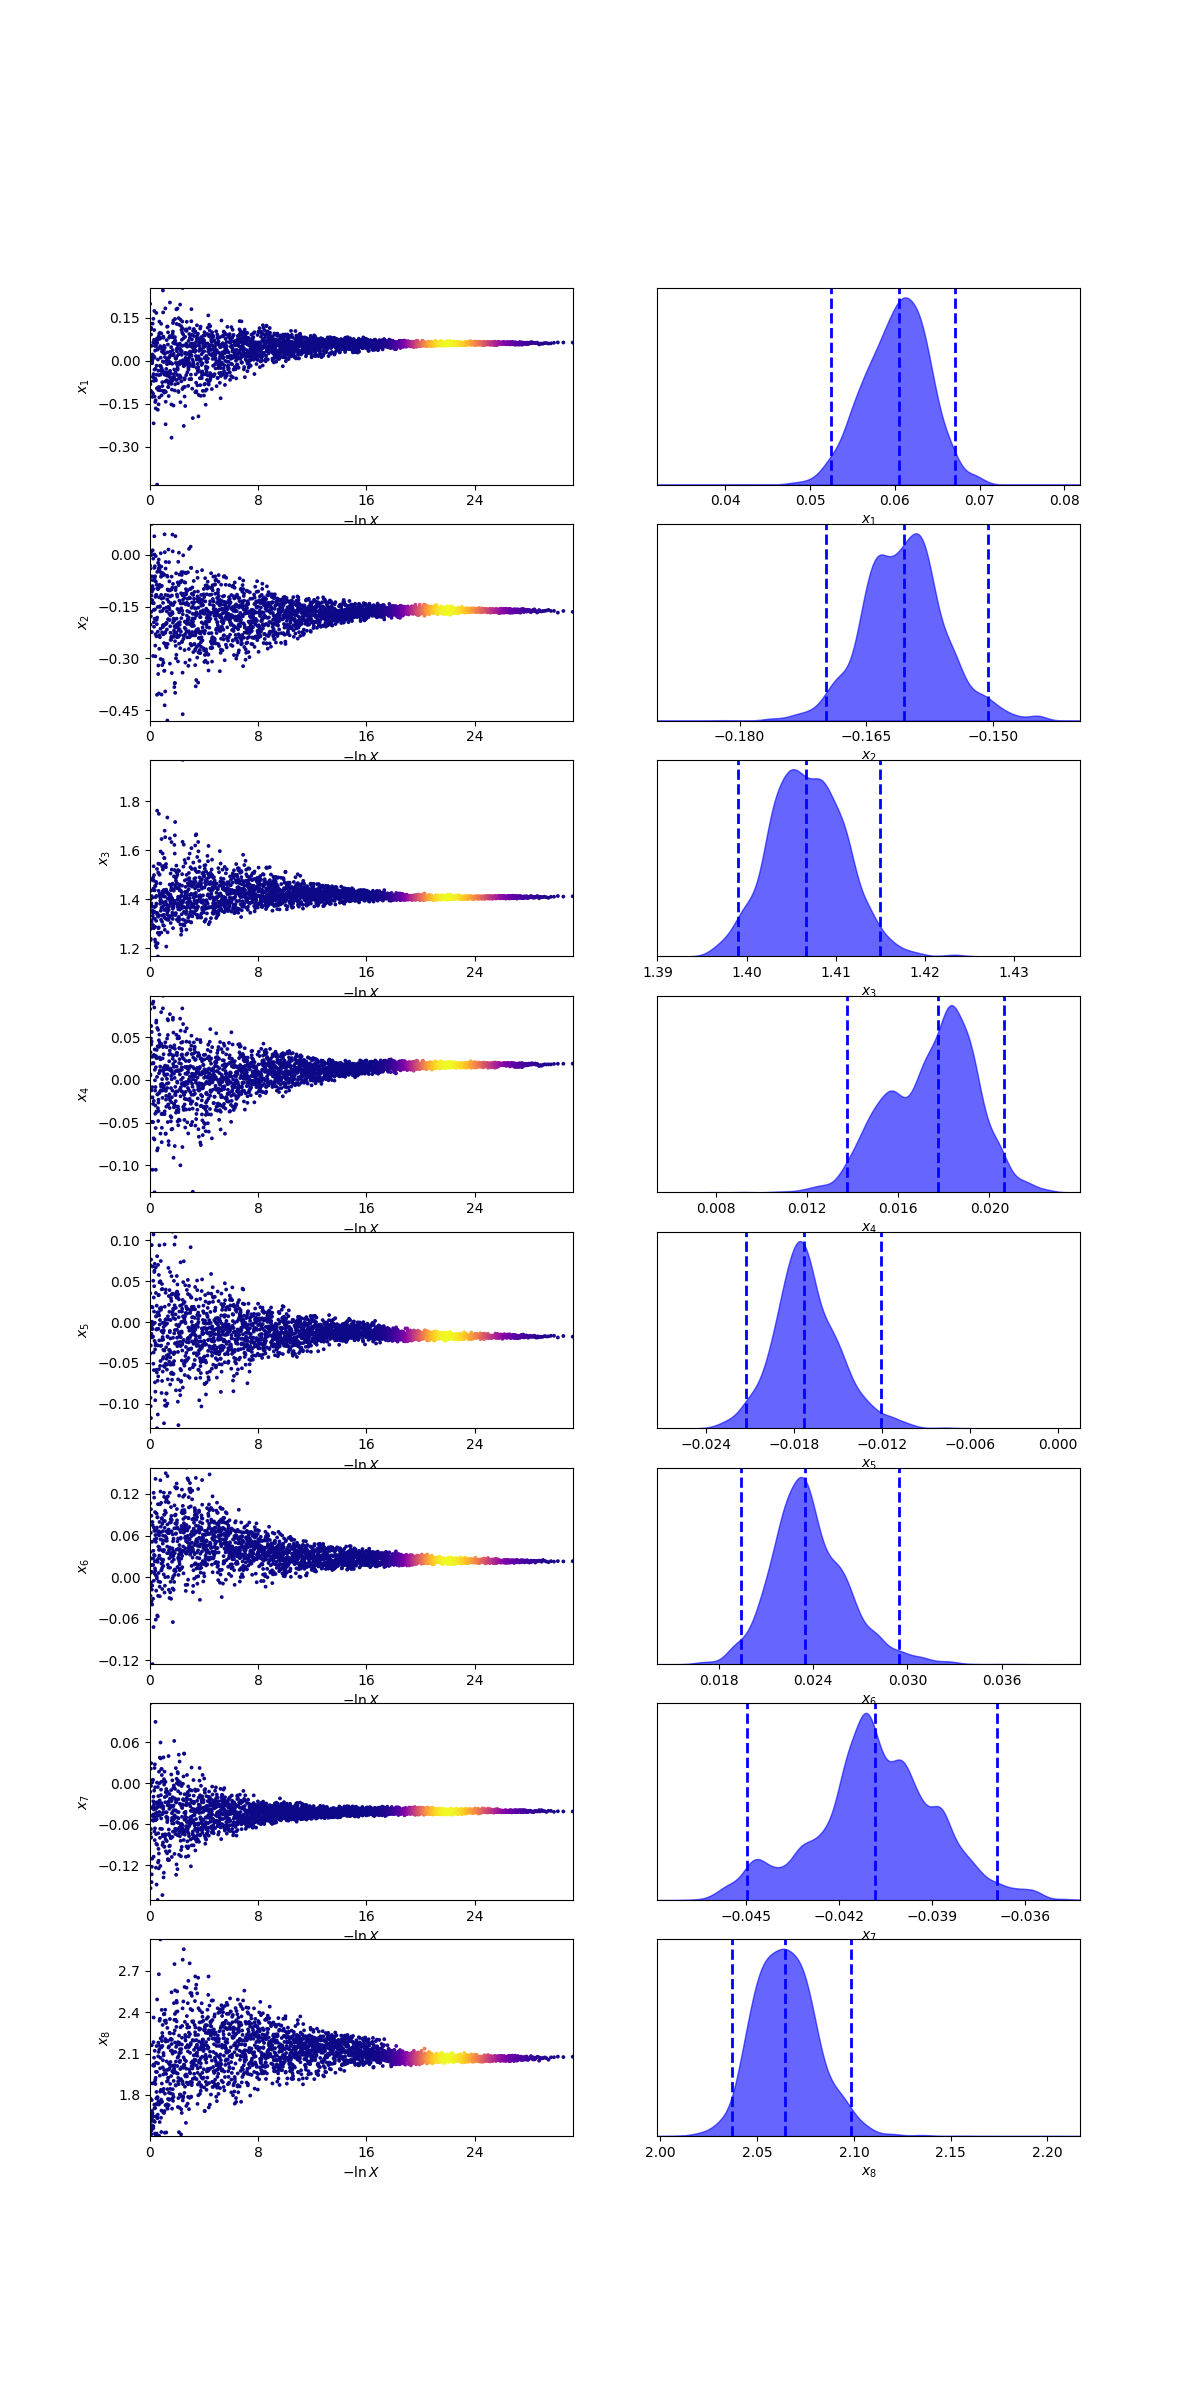 0.15
0.00
−0.15
−0.30
x₁
0 8 16 24
−ln X
0.04 0.05 0.06 0.07 0.08
x₁
0.00
−0.15
−0.30
−0.45
x₂
0 8 16 24
−ln X
−0.180 −0.165 −0.150
x₂
1.8
1.6
1.4
1.2
x₃
0 8 16 24
−ln X
1.39 1.40 1.41 1.42 1.43
x₃
0.05
0.00
−0.05
−0.10
x₄
0 8 16 24
−ln X
0.008 0.012 0.016 0.020
x₄
0.10
0.05
0.00
−0.05
−0.10
x₅
0 8 16 24
−ln X
−0.024 −0.018 −0.012 −0.006 0.000
x₅
0.12
0.06
0.00
−0.06
−0.12
x₆
0 8 16 24
−ln X
0.018 0.024 0.030 0.036
x₆
0.06
0.00
−0.06
−0.12
x₇
0 8 16 24
−ln X
−0.045 −0.042 −0.039 −0.036
x₇
2.7
2.4
2.1
1.8
x₈
0 8 16 24
−ln X
2.00 2.05 2.10 2.15 2.20
x₈